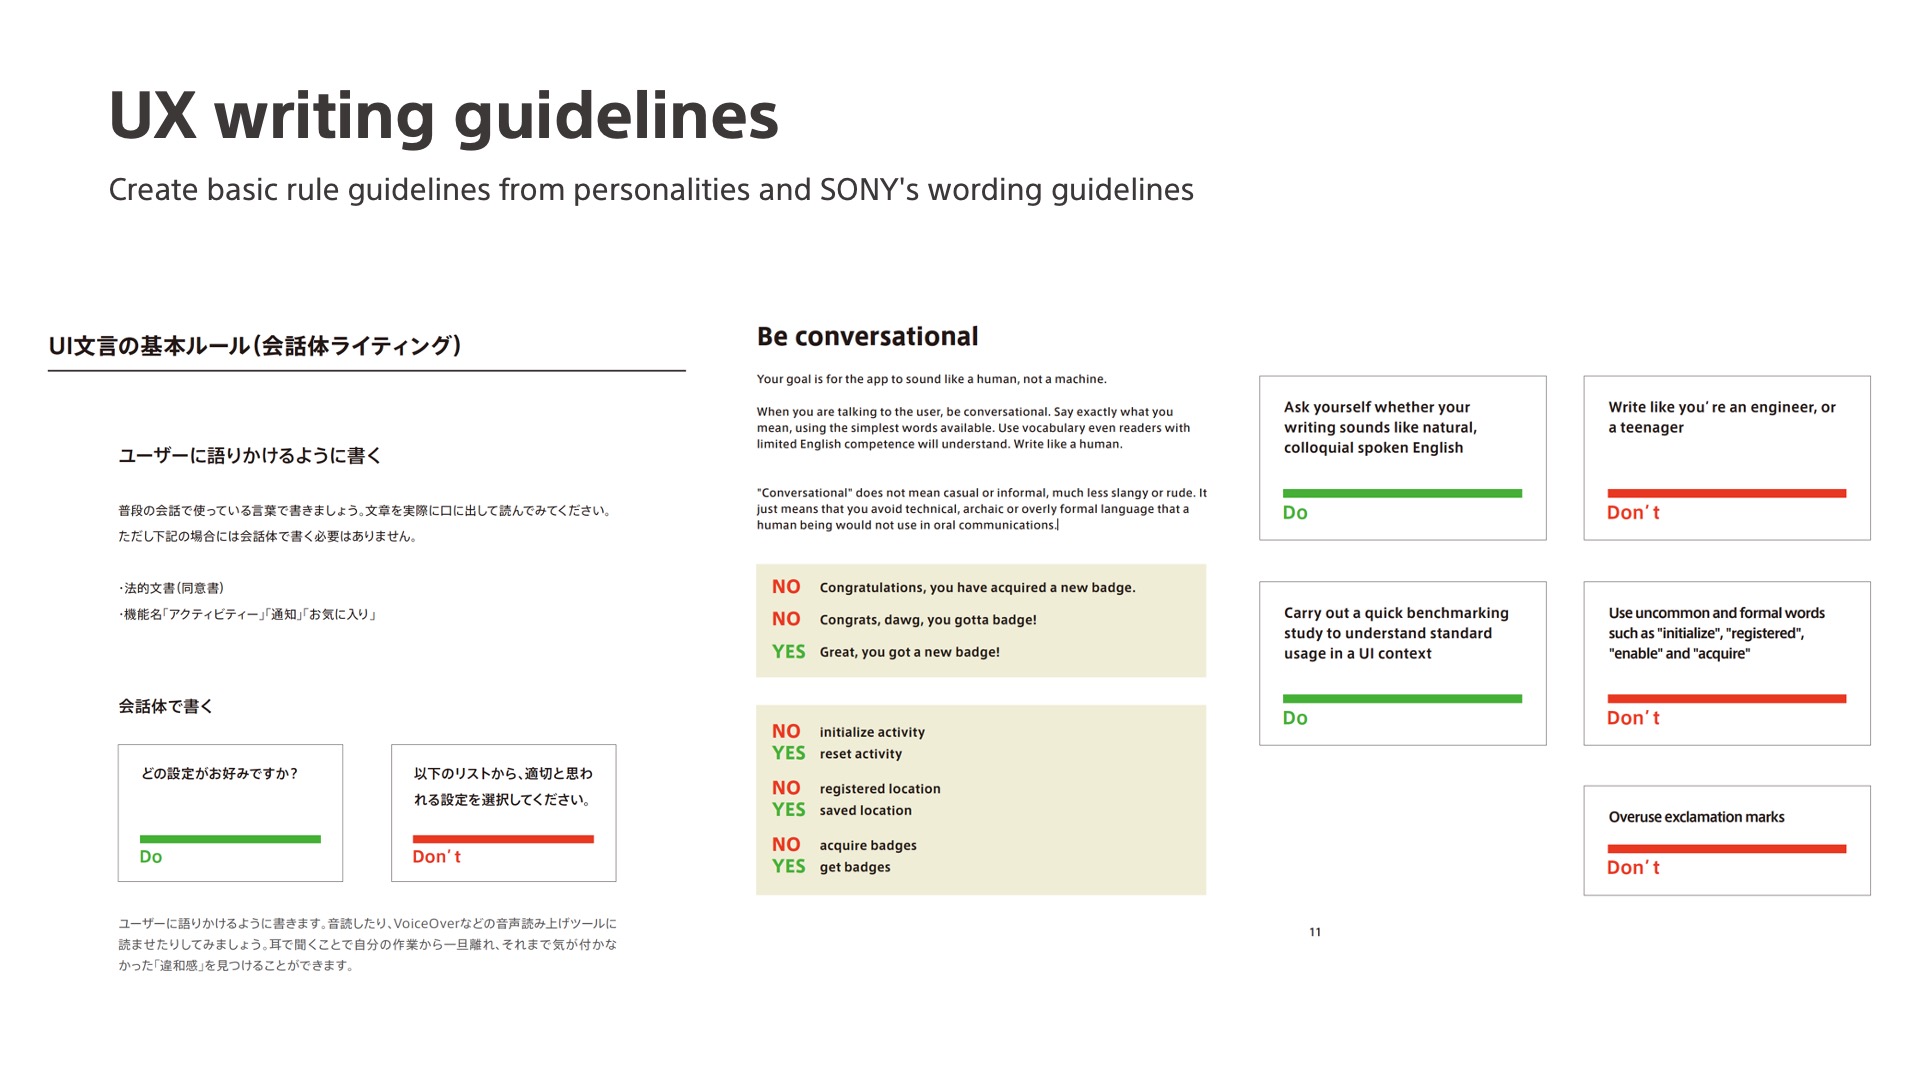 UX writing guidelines
Create basic rule guidelines from personalities and SONY's wording guidelines
UI文言の基本ルール(会話体ライティング)
ユーザーに語りかけるように書く
普段の会話で使っている言葉で書きましょう。文章を実際に口に出して読んでみてください。
ただし下記の場合には会話体で書く必要はありません。
・法的文書(同意書)
・機能名「アクティビティー」「通知」「お気に入り」
会話体で書く
どの設定がお好みですか？
Do
以下のリストから、適切と思わ
れる設定を選択してください。
Don't
ユーザーに語りかけるように書きます。音読したり、VoiceOverなどの音声読み上げツールに
読ませたりしてみましょう。耳で聞くことで自分の作業から一旦離れ、それまで気が付かな
かった「違和感」を見つけることができます。
Be conversational
Your goal is for the app to sound like a human, not a machine.
When you are talking to the user, be conversational. Say exactly what you
mean, using the simplest words available. Use vocabulary even readers with
limited English competence will understand. Write like a human.
"Conversational" does not mean casual or informal, much less slangy or rude. It
just means that you avoid technical, archaic or overly formal language that a
human being would not use in oral communications.
NO Congratulations, you have acquired a new badge.
NO Congrats, dawg, you gotta badge!
YES Great, you got a new badge!
NO initialize activity
YES reset activity
NO registered location
YES saved location
NO acquire badges
YES get badges
Ask yourself whether your
writing sounds like natural,
colloquial spoken English
Do
Write like you're an engineer, or
a teenager
Don't
Carry out a quick benchmarking
study to understand standard
usage in a UI context
Do
Use uncommon and formal words
such as "initialize", "registered",
"enable" and "acquire"
Don't
Overuse exclamation marks
Don't
11